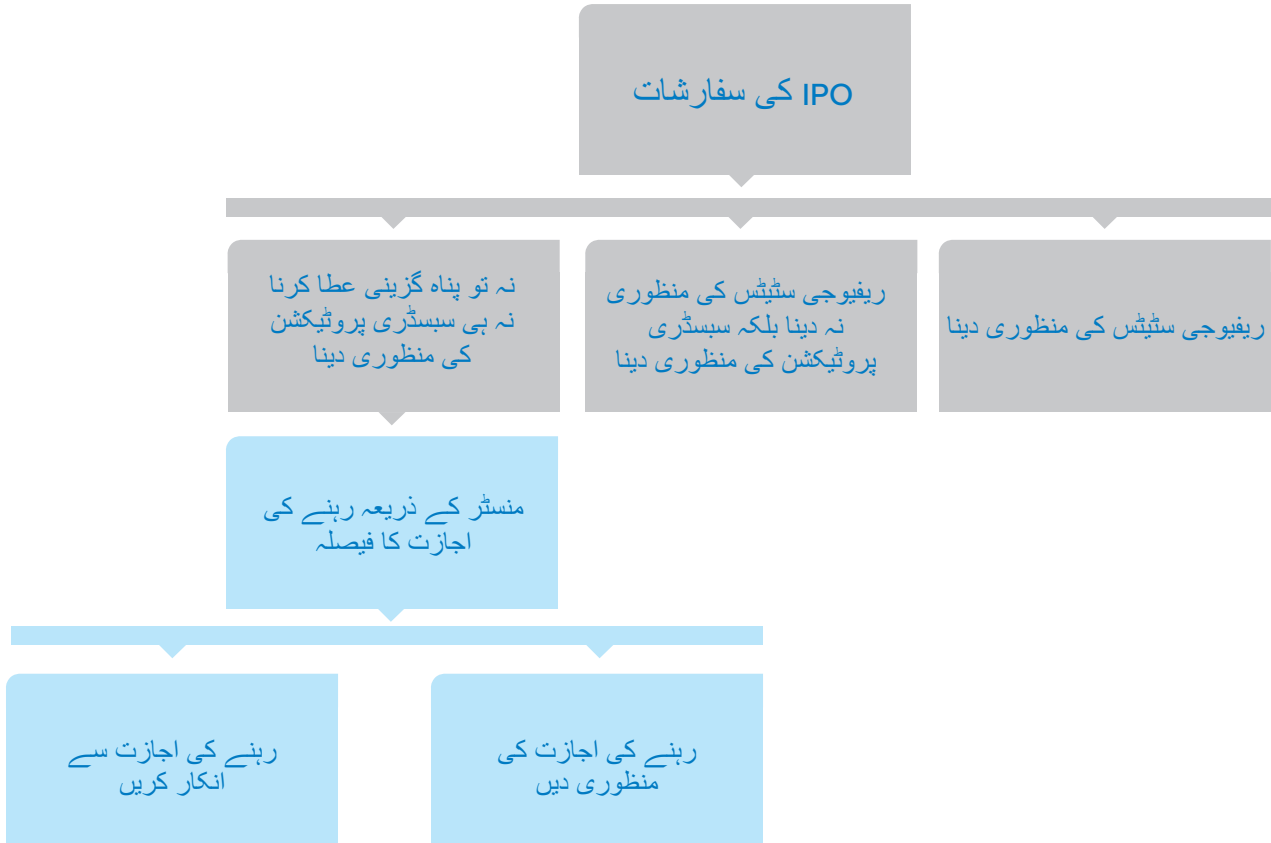 IPO کی سفارشات
ریفیوجی سٹیٹس کی منظوری دینا
ریفیوجی سٹیٹس کی منظوری
نہ دینا بلکہ سبسڈری
پروٹیکشن کی منظوری دینا
نہ تو پناہ گزینی عطا کرنا
نہ ہی سبسڈری پروٹیکشن
کی منظوری دینا
منسٹر کے ذریعہ رہنے کی
اجازت کا فیصلہ
رہنے کی اجازت کی
منظوری دیں
رہنے کی اجازت سے
انکار کریں